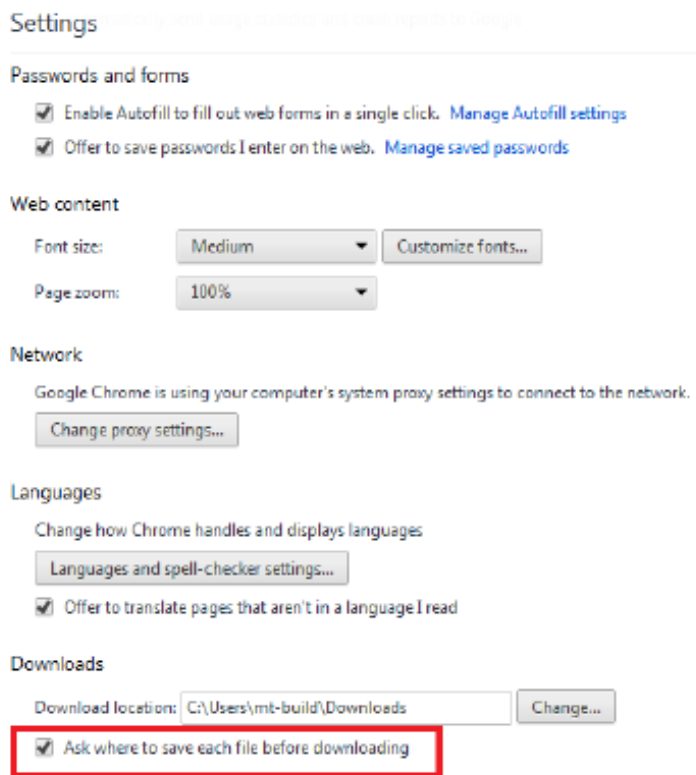 Settings
Passwords and forms
Enable Autofill to fill out web forms in a single click. Manage Autofill settings
Offer to save passwords I enter on the web. Manage saved passwords
Web content
Font size: Medium Customize fonts...
Page zoom: 100%
Network
Google Chrome is using your computer's system proxy settings to connect to the network.
Change proxy settings...
Languages
Change how Chrome handles and displays languages
Languages and spell-checker settings...
Offer to translate pages that aren't in a language I read
Downloads
Download location: C:\Users\mt-build\Downloads Change...
Ask where to save each file before downloading